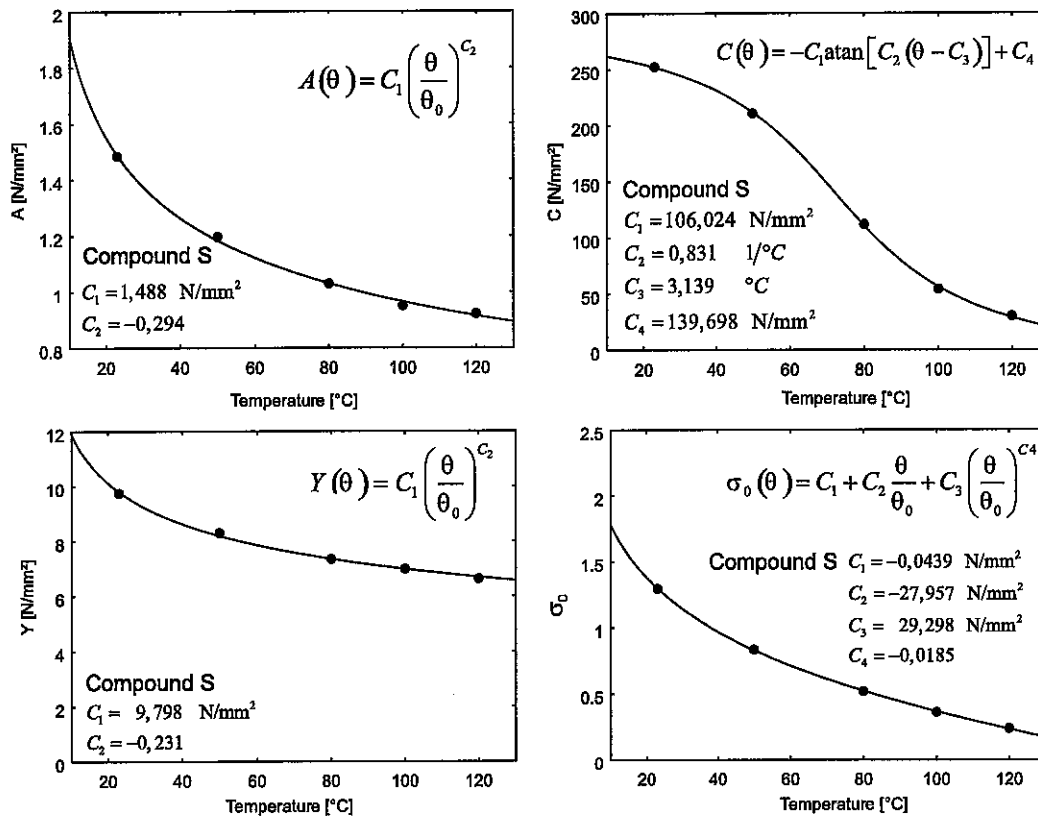 A(θ) = C₁(θ/θ₀)^C₂
2
1.8
1.6
1.4
1.2
1
0.8
A [N/mm²]
Compound S
C₁ = 1,488 N/mm²
C₂ = −0,294
20 40 60 80 100 120
Temperature [°C]
C(θ) = −C₁atan[C₂(θ − C₃)] + C₄
300
250
200
150
100
50
0
C [N/mm²]
Compound S
C₁ = 106,024 N/mm²
C₂ = 0,831 1/°C
C₃ = 3,139 °C
C₄ = 139,698 N/mm²
20 40 60 80 100 120
Temperature [°C]
Y(θ) = C₁(θ/θ₀)^C₂
12
10
8
6
4
2
0
Y [N/mm²]
Compound S
C₁ = 9,798 N/mm²
C₂ = −0,231
20 40 60 80 100 120
Temperature [°C]
σ₀(θ) = C₁ + C₂ θ/θ₀ + C₃(θ/θ₀)^C4
2.5
2
1.5
1
0.5
0
σ₀
Compound S C₁ = −0,0439 N/mm²
C₂ = −27,957 N/mm²
C₃ = 29,298 N/mm²
C₄ = −0,0185
20 40 60 80 100 120
Temperature [°C]